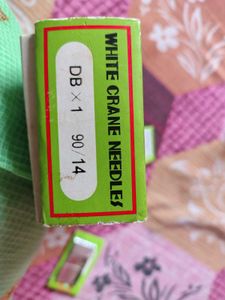 WHITE CRANE NEEDLES
DB × 1 90/14